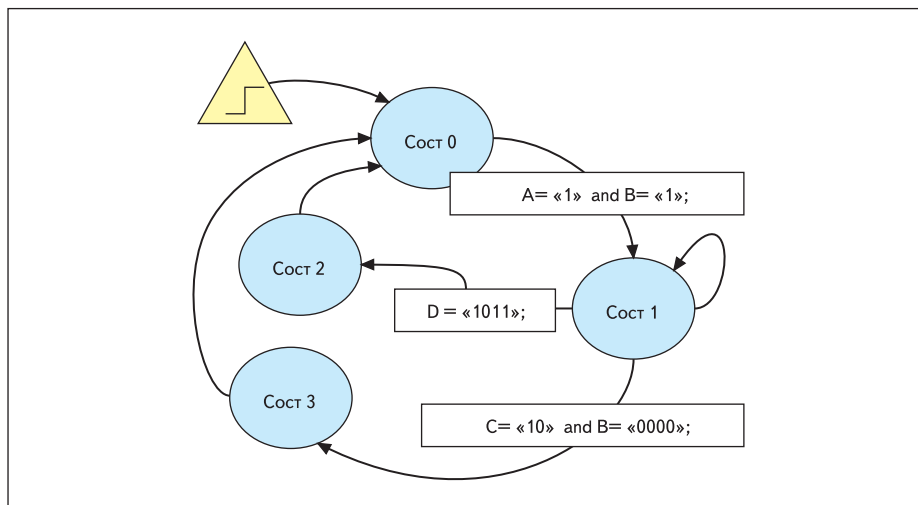 Сост 0
A= «1» and B= «1»;
Сост 2
D = «1011»;
Сост 1
Сост 3
C= «10» and B= «0000»;